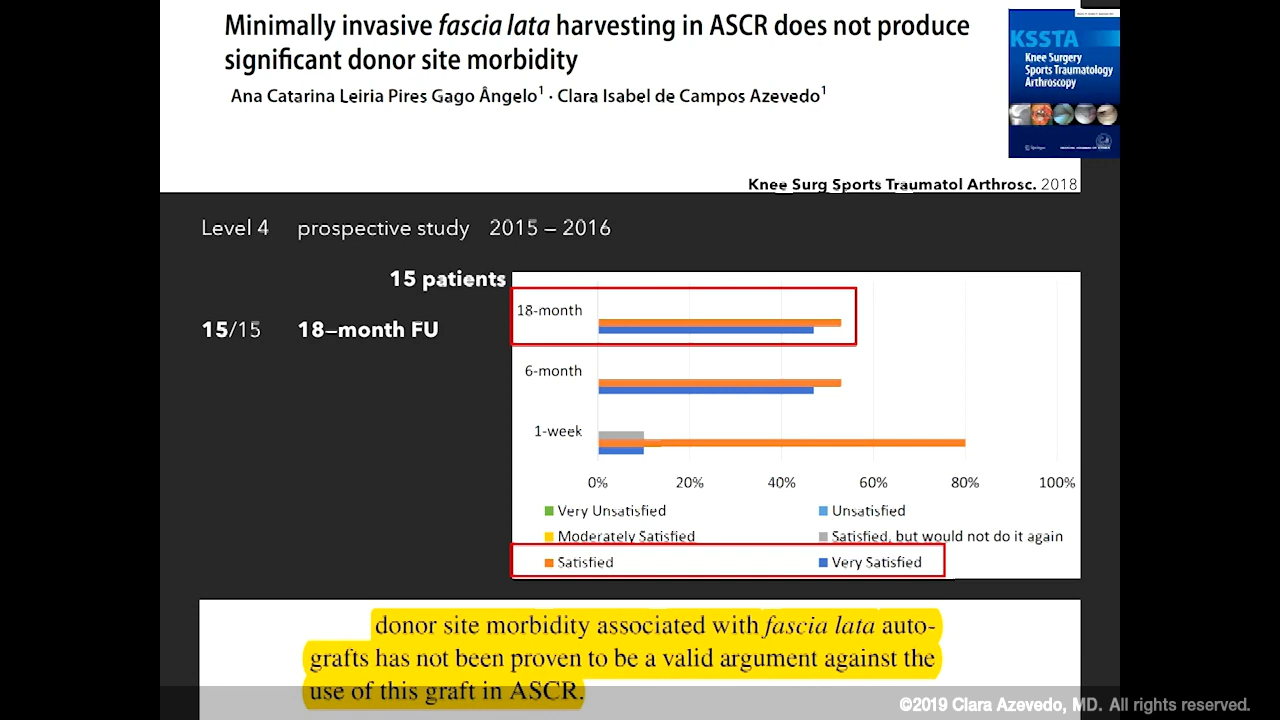 Minimally invasive fascia lata harvesting in ASCR does not produce
significant donor site morbidity
Ana Catarina Leiria Pires Gago Ângelo1 · Clara Isabel de Campos Azevedo1
KSSTA
Knee Surgery
Sports Traumatology
Arthroscopy
Knee Surg Sports Traumatol Arthrosc. 2018
Level 4 prospective study 2015 – 2016
15 patients
15/15 18–month FU
18-month
6-month
1-week
0% 20% 40% 60% 80% 100%
Very Unsatisfied Unsatisfied
Moderately Satisfied Satisfied, but would not do it again
Satisfied Very Satisfied
donor site morbidity associated with fascia lata auto-
grafts has not been proven to be a valid argument against the
use of this graft in ASCR.
©2019 Clara Azevedo, MD. All rights reserved.